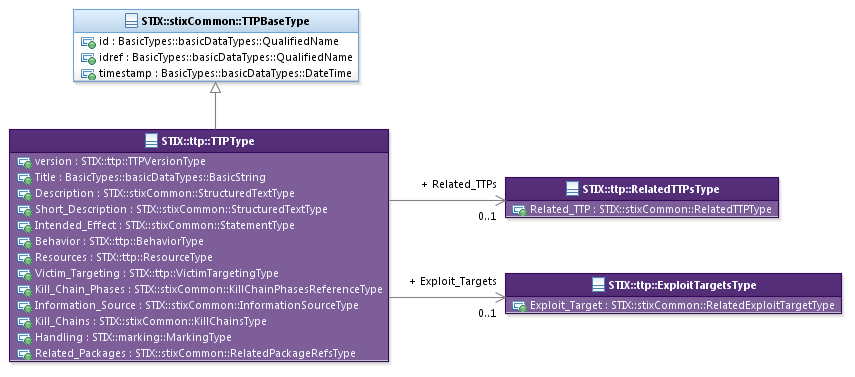 STIX::stixCommon::TTPBaseType
id : BasicTypes::basicDataTypes::QualifiedName
idref : BasicTypes::basicDataTypes::QualifiedName
timestamp : BasicTypes::basicDataTypes::DateTime
STIX::ttp::TTPType
version : STIX::ttp::TTPVersionType
Title : BasicTypes::basicDataTypes::BasicString
Description : STIX::stixCommon::StructuredTextType
Short_Description : STIX::stixCommon::StructuredTextType
Intended_Effect : STIX::stixCommon::StatementType
Behavior : STIX::ttp::BehaviorType
Resources : STIX::ttp::ResourceType
Victim_Targeting : STIX::ttp::VictimTargetingType
Kill_Chain_Phases : STIX::stixCommon::KillChainPhasesReferenceType
Information_Source : STIX::stixCommon::InformationSourceType
Kill_Chains : STIX::stixCommon::KillChainsType
Handling : STIX::marking::MarkingType
Related_Packages : STIX::stixCommon::RelatedPackageRefsType
+ Related_TTPs
0..1
STIX::ttp::RelatedTTPsType
Related_TTP : STIX::stixCommon::RelatedTTPType
+ Exploit_Targets
0..1
STIX::ttp::ExploitTargetsType
Exploit_Target : STIX::stixCommon::RelatedExploitTargetType